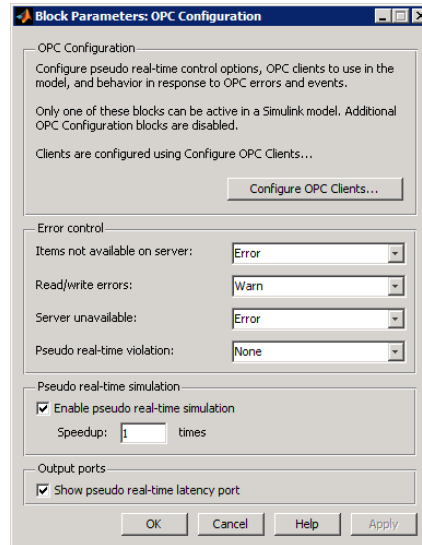 Block Parameters: OPC Configuration
OPC Configuration
Configure pseudo real-time control options, OPC clients to use in the
model, and behavior in response to OPC errors and events.
Only one of these blocks can be active in a Simulink model. Additional
OPC Configuration blocks are disabled.
Clients are configured using Configure OPC Clients...
Configure OPC Clients...
Error control
Items not available on server: Error
Read/write errors: Warn
Server unavailable: Error
Pseudo real-time violation: None
Pseudo real-time simulation
Enable pseudo real-time simulation
Speedup: 1 times
Output ports
Show pseudo real-time latency port
OK Cancel Help Apply